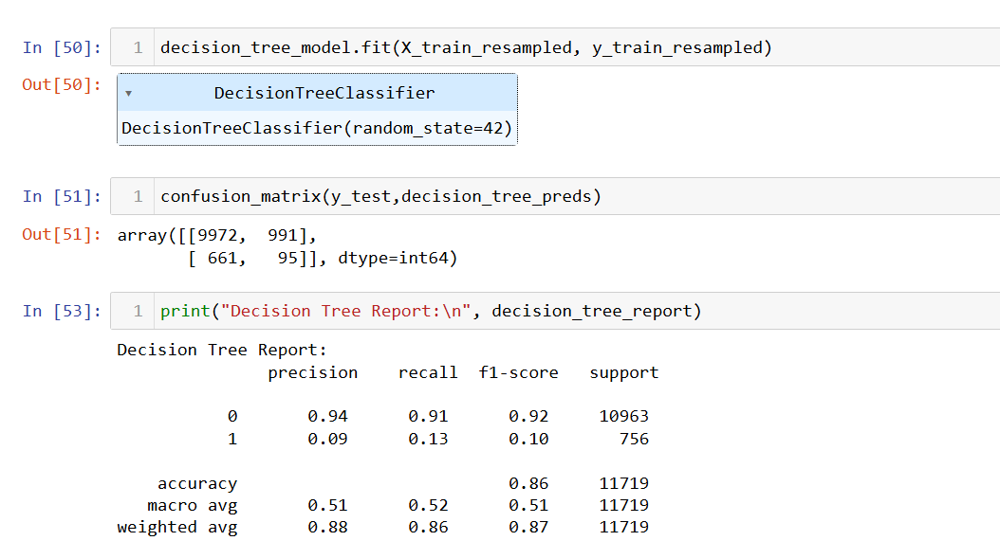 In [50]: 1 decision_tree_model.fit(X_train_resampled, y_train_resampled)
Out[50]: ▾ DecisionTreeClassifier
DecisionTreeClassifier(random_state=42)
In [51]: 1 confusion_matrix(y_test,decision_tree_preds)
Out[51]: array([[9972,  991],
       [ 661,   95]], dtype=int64)
In [53]: 1 print("Decision Tree Report:\n", decision_tree_report)
Decision Tree Report:
               precision    recall  f1-score   support
           0       0.94      0.91      0.92     10963
           1       0.09      0.13      0.10       756
    accuracy                           0.86     11719
   macro avg       0.51      0.52      0.51     11719
weighted avg       0.88      0.86      0.87     11719